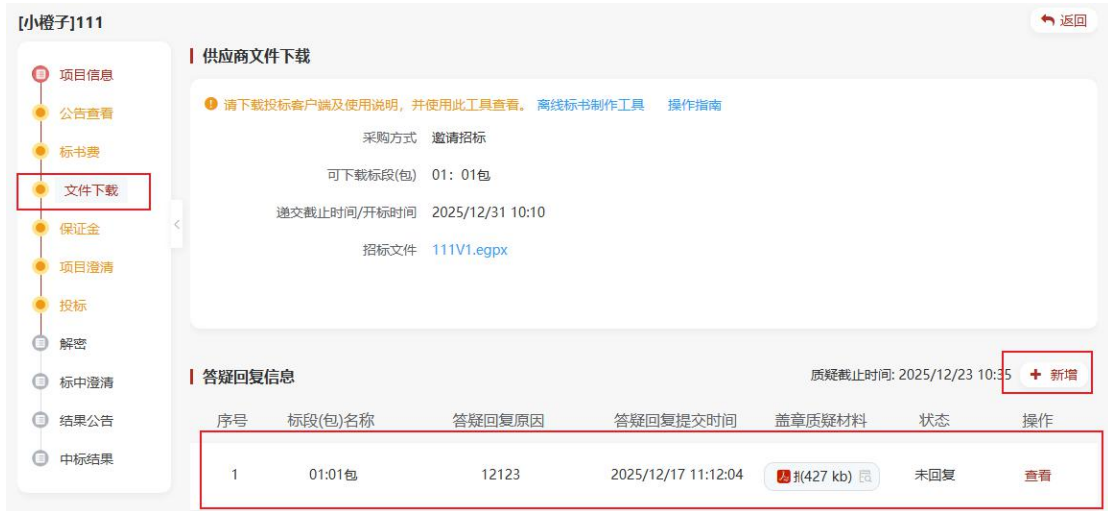 [小橙子]111
返回
项目信息
公告查看
标书费
文件下载
保证金
项目澄清
投标
解密
标中澄清
结果公告
中标结果
供应商文件下载
请下载投标客户端及使用说明，并使用此工具查看。 离线标书制作工具 操作指南
采购方式 邀请招标
可下载标段(包) 01：01包
递交截止时间/开标时间 2025/12/31 10:10
招标文件 111V1.egpx
答疑回复信息 质疑截止时间: 2025/12/23 10:35 新增
序号 标段(包)名称 答疑回复原因 答疑回复提交时间 盖章质疑材料 状态 操作
1 01:01包 12123 2025/12/17 11:12:04 (427 kb) 未回复 查看